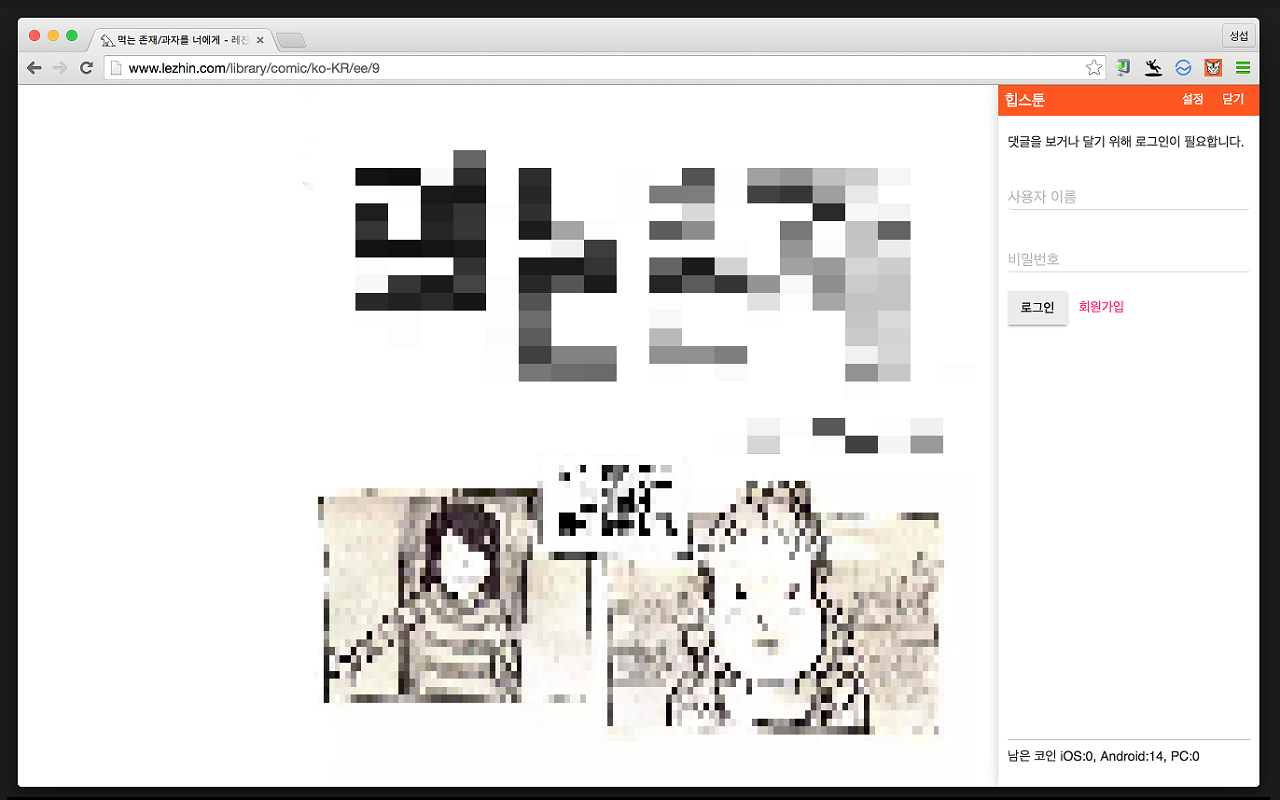 먹는 존재/과자를 너에게 - 레진
성섭
www.lezhin.com/library/comic/ko-KR/ee/9
힙스툰 설정 닫기
댓글을 보거나 달기 위해 로그인이 필요합니다.
사용자 이름
비밀번호
로그인 회원가입
남은 코인 iOS:0, Android:14, PC:0